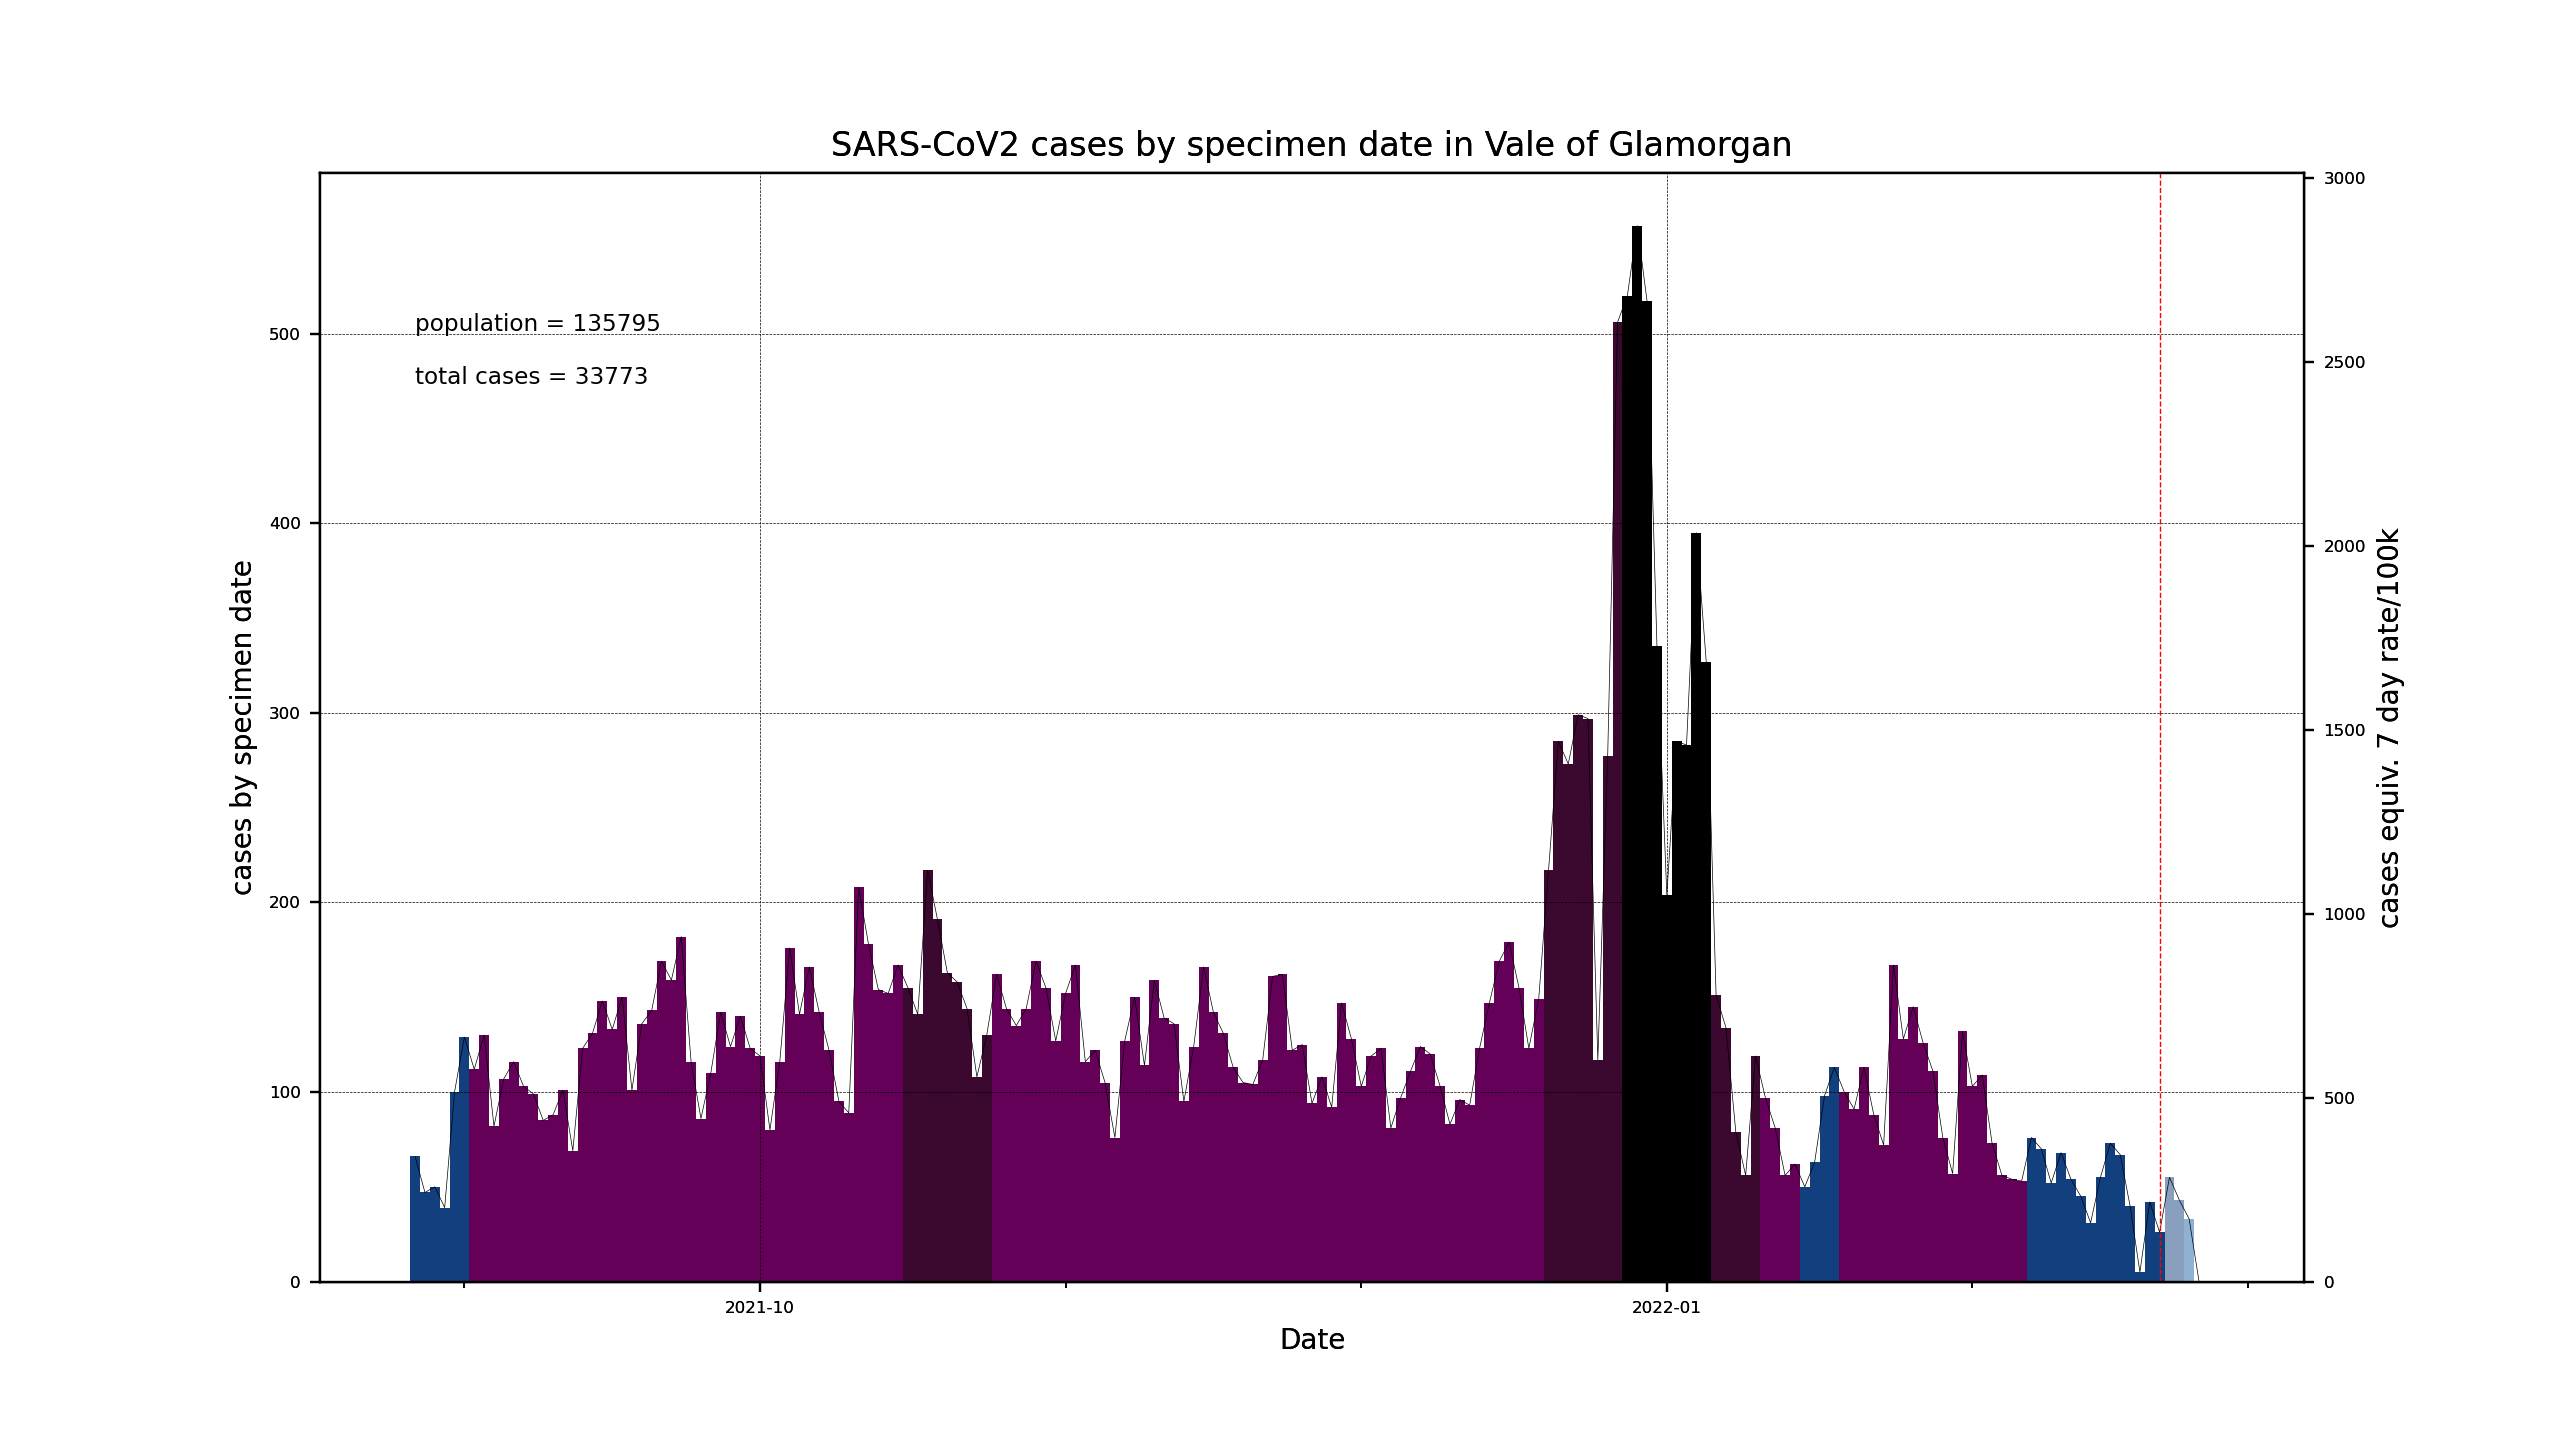 SARS-CoV2 cases by specimen date in Vale of Glamorgan
population = 135795
total cases = 33773
cases by specimen date
500
400
300
200
100
0
3000
2500
2000
1500
1000
500
0
cases equiv. 7 day rate/100k
2021-10
2022-01
Date